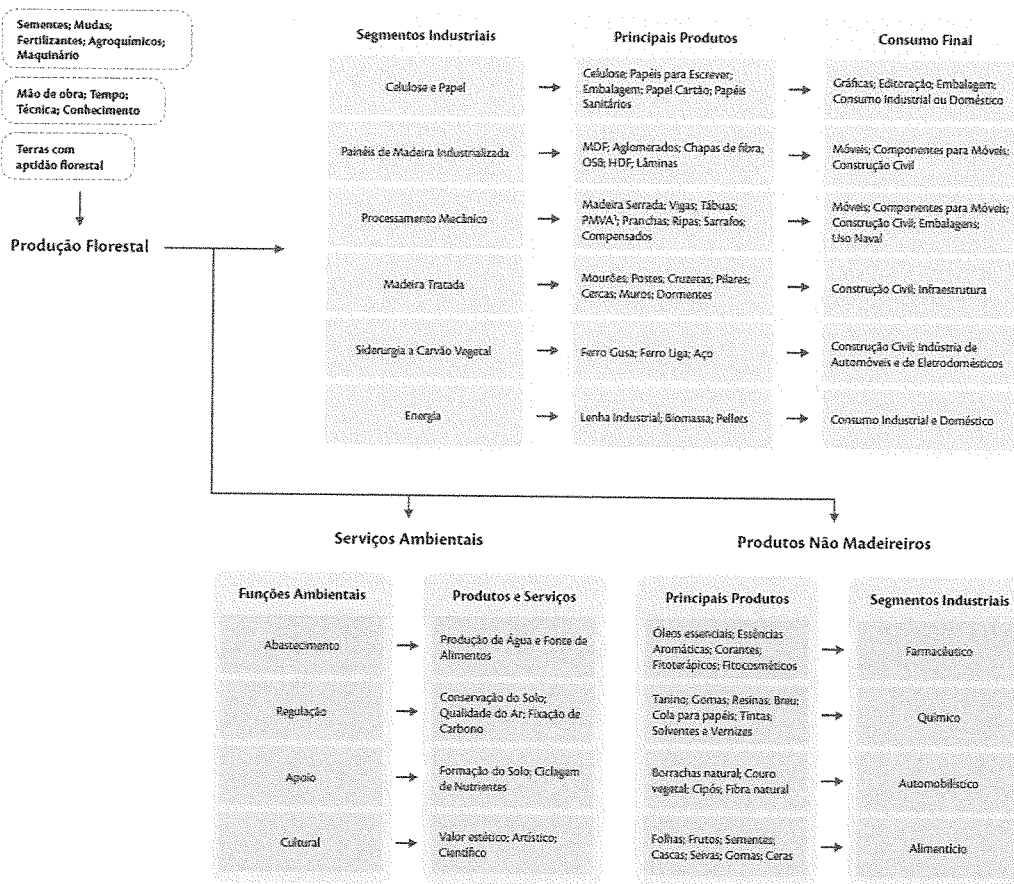 Sementes; Mudas;
Fertilizantes; Agroquímicos;
Maquinário
Mão de obra; Tempo;
Técnica; Conhecimento
Terras com
aptidão florestal
Produção Florestal
Segmentos Industriais
Principais Produtos
Consumo Final
Celulose e Papel
Celulose; Papéis para Escrever;
Embalagem; Papel Cartão; Papéis
Sanitários
Gráficas; Editoração; Embalagem;
Consumo Industrial ou Doméstico
Painéis de Madeira Industrializada
MDF; Aglomerados; Chapas de fibra;
OSB; HDF; Lâminas
Móveis; Componentes para Móveis;
Construção Civil
Processamento Mecânico
Madeira Serrada; Vigas; Tábuas;
PMVA¹; Pranchas; Ripas; Sarrafos;
Compensados
Móveis; Componentes para Móveis;
Construção Civil; Embalagens;
Uso Naval
Madeira Tratada
Mourões; Postes; Cruzetas; Pilares;
Cercas; Muros; Dormentes
Construção Civil; Infraestrutura
Siderurgia a Carvão Vegetal
Ferro Gusa; Ferro Liga; Aço
Construção Civil; Indústria de
Automóveis e de Eletrodomésticos
Energia
Lenha Industrial; Biomassa; Pellets
Consumo Industrial e Doméstico
Serviços Ambientais
Funções Ambientais
Produtos e Serviços
Abastecimento
Produção de Água e Fonte de
Alimentos
Regulação
Conservação do Solo;
Qualidade do Ar; Fixação de
Carbono
Apoio
Formação do Solo; Ciclagem
de Nutrientes
Cultural
Valor estético; Artístico;
Científico
Produtos Não Madeireiros
Principais Produtos
Segmentos Industriais
Óleos essenciais; Essências
Aromáticas; Corantes;
Fitoterápicos; Fitocosméticos
Farmacêutico
Tanino; Gomas; Resinas; Breu;
Cola para papéis; Tintas;
Solventes e Vernizes
Químico
Borrachas natural; Couro
vegetal; Cipós; Fibra natural
Automobilístico
Folhas; Frutos; Sementes;
Cascas; Seivas; Gomas; Ceras
Alimentício